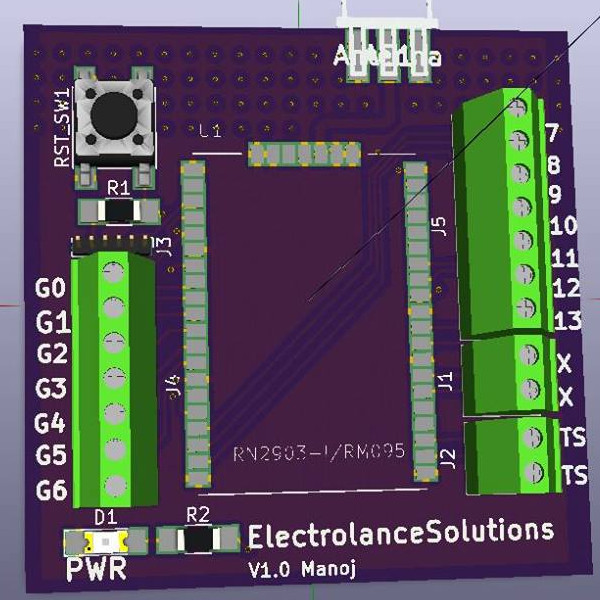 Antenna
U1
RST_SW1
R1
J3
J5
7
8
9
10
11
12
13
G0
G1
G2
G3
G4
G5
G6
J4
J1
X
X
J2
TS
TS
RN2903-I/RM095
D1
R2
PWR
ElectrolanceSolutions
V1.0 Manoj